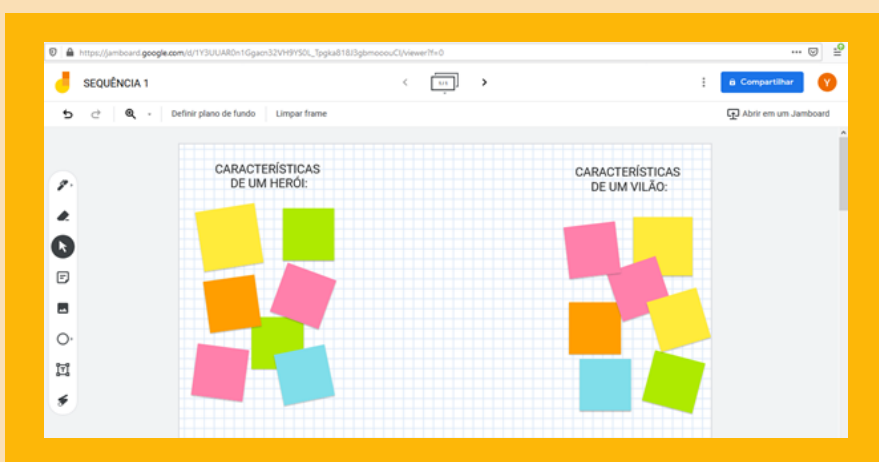 SEQUÊNCIA 1
Compartilhar
Y
Definir plano de fundo
Limpar frame
Abrir em um Jamboard
CARACTERÍSTICAS
DE UM HERÓI:
CARACTERÍSTICAS
DE UM VILÃO: